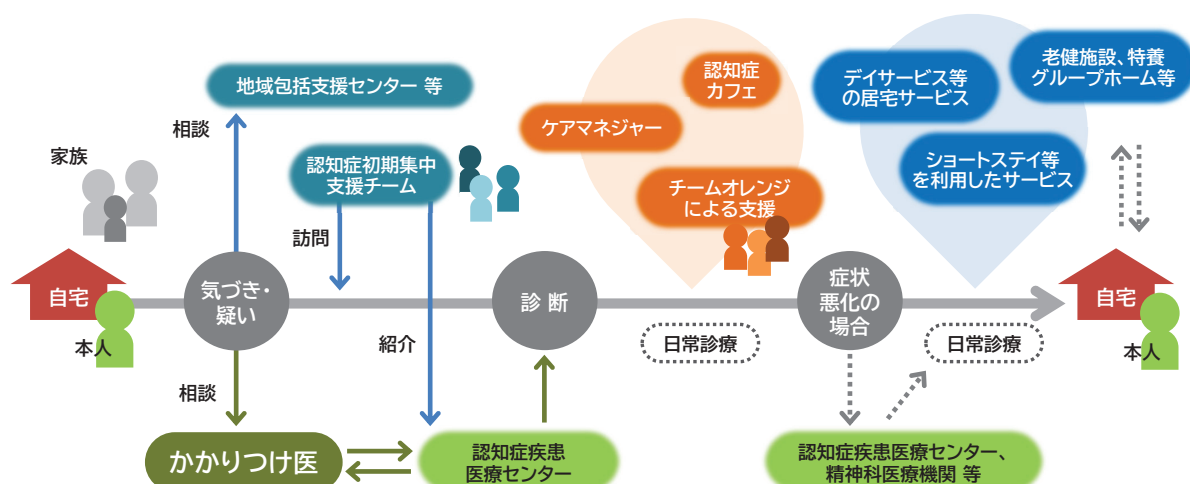 地域包括支援センター 等
相談
家族
認知症初期集中
支援チーム
訪問
自宅
本人
気づき・
疑い
相談
かかりつけ医
紹介
認知症疾患
医療センター
診 断
ケアマネジャー
認知症
カフェ
チームオレンジ
による支援
日常診療
症状
悪化の
場合
デイサービス等
の居宅サービス
ショートステイ等
を利用したサービス
老健施設、特養
グループホーム等
日常診療
認知症疾患医療センター、
精神科医療機関 等
自宅
本人